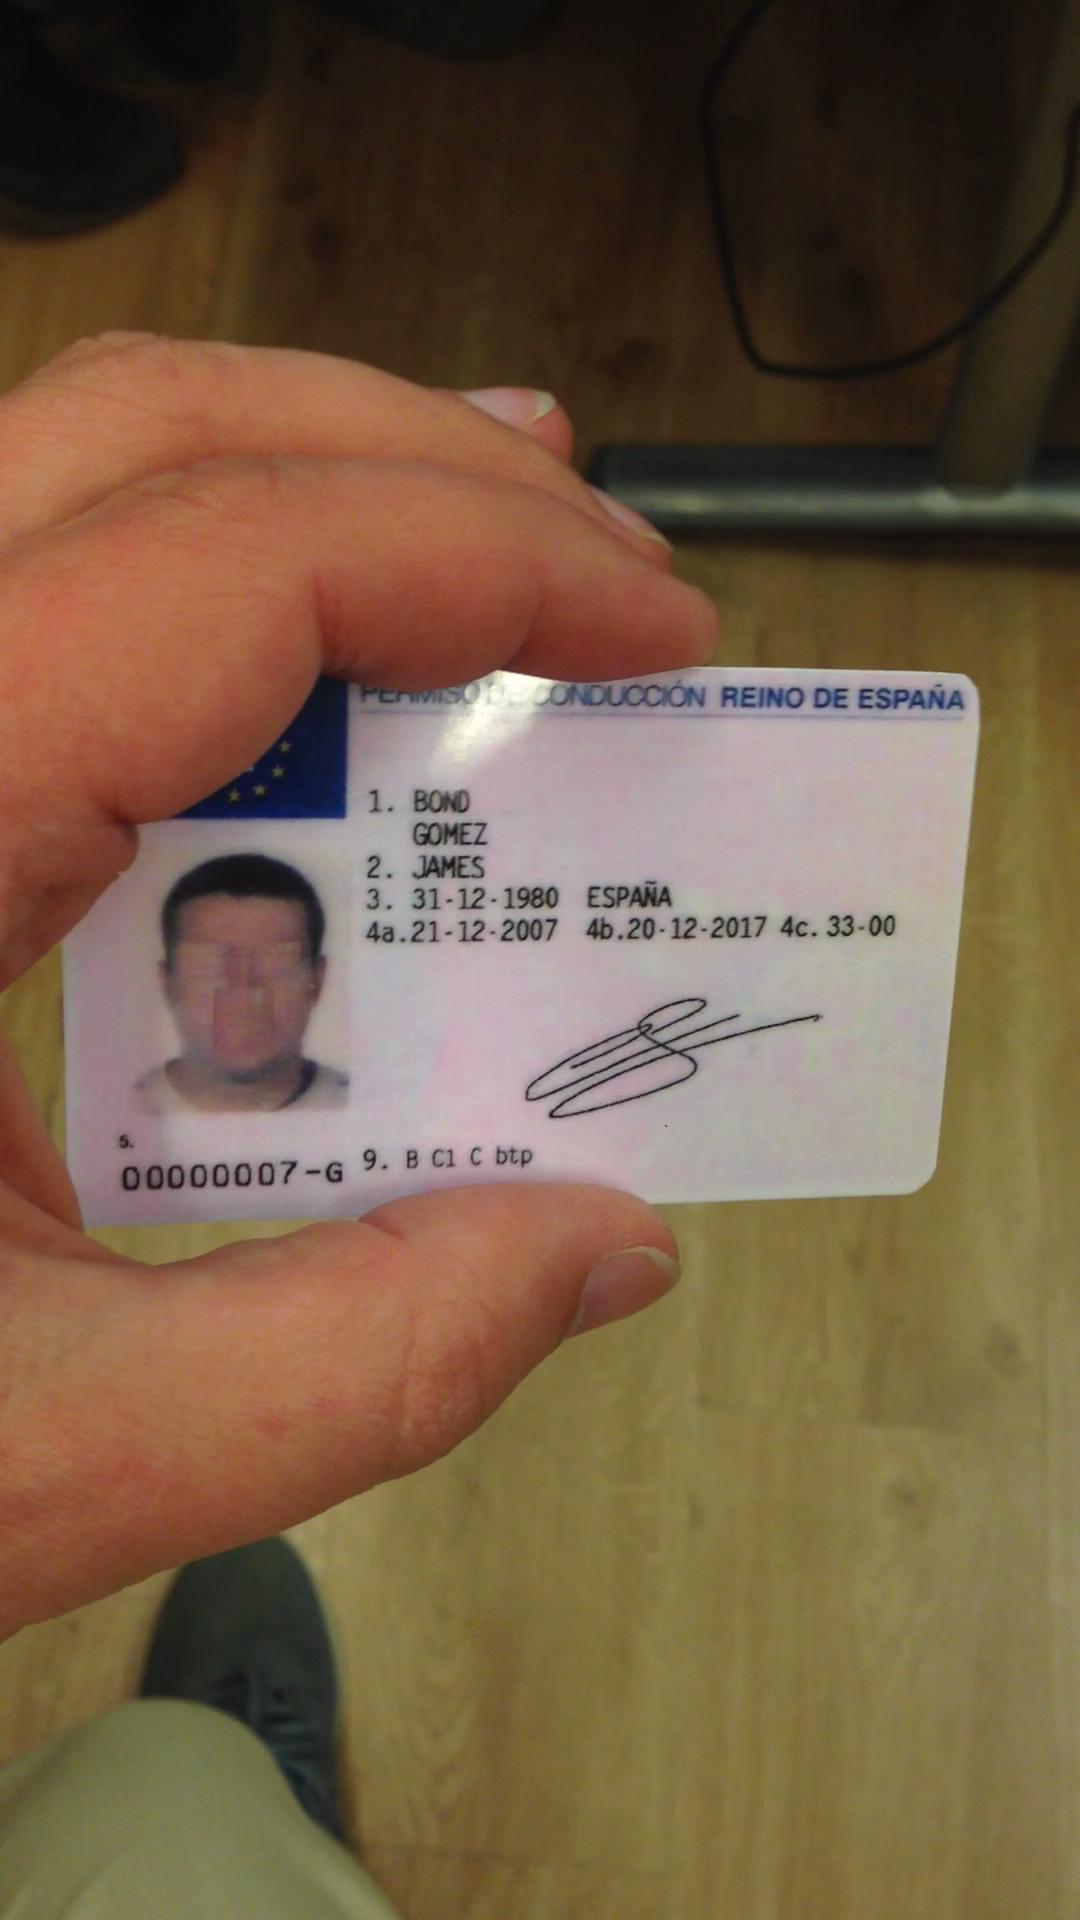 PERMISO DE CONDUCCIÓN REINO DE ESPAÑA
1. BOND
GOMEZ
2. JAMES
3. 31-12-1980 ESPAÑA
4a.21-12-2007 4b.20-12-2017 4c. 33-00
5.
00000007-G 9. B C1 C btp